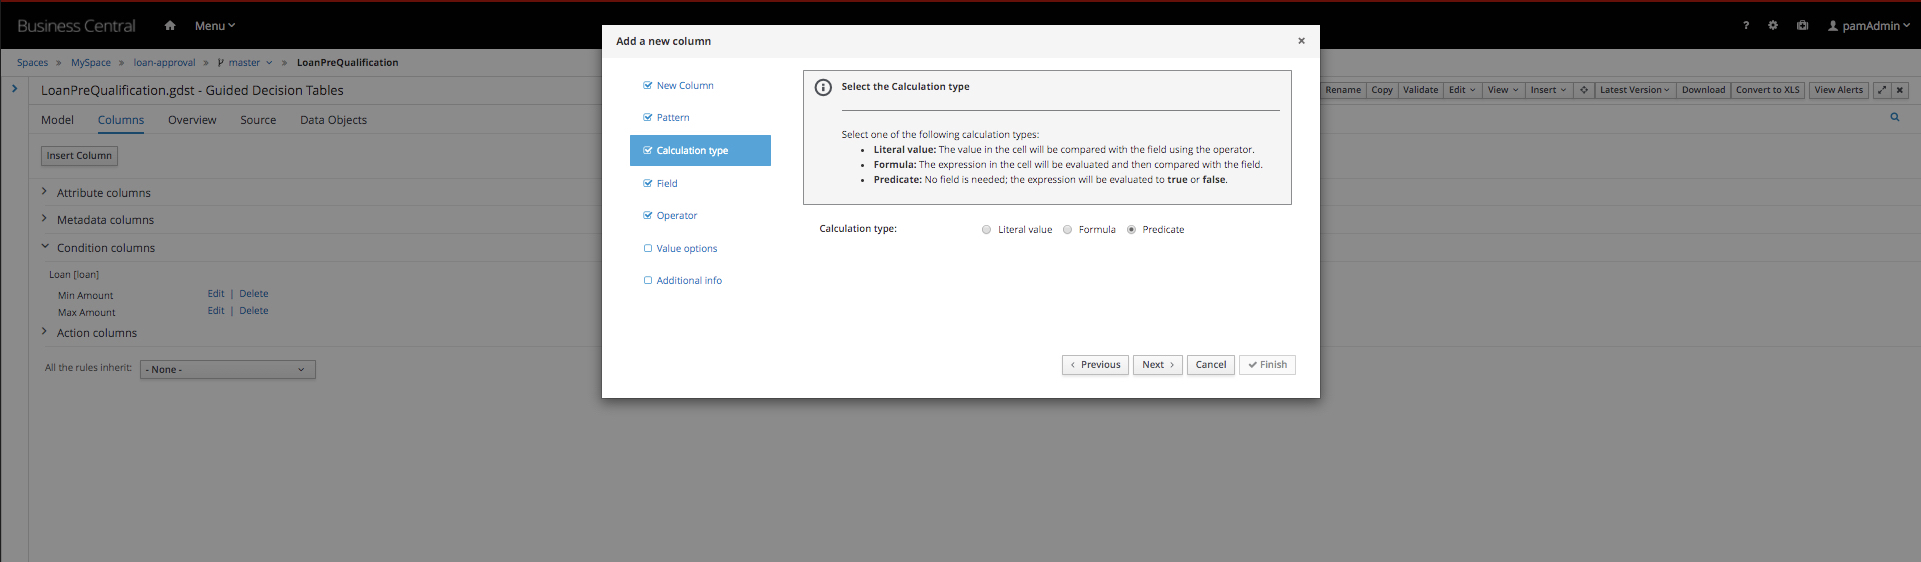 Business Central Menu ? pamAdmin
Spaces » MySpace » loan-approval » master » LoanPreQualification
LoanPreQualification.gdst - Guided Decision Tables
Rename Copy Validate Edit View Insert Latest Version Download Convert to XLS View Alerts
Model Columns Overview Source Data Objects
Insert Column
Attribute columns
Metadata columns
Condition columns
Loan [loan]
Min Amount Edit | Delete
Max Amount Edit | Delete
Action columns
All the rules inherit: - None -
Add a new column ×
New Column
Pattern
Calculation type
Field
Operator
Value options
Additional info
Select the Calculation type
Select one of the following calculation types:
• Literal value: The value in the cell will be compared with the field using the operator.
• Formula: The expression in the cell will be evaluated and then compared with the field.
• Predicate: No field is needed; the expression will be evaluated to true or false.
Calculation type: Literal value Formula Predicate
‹ Previous Next › Cancel Finish